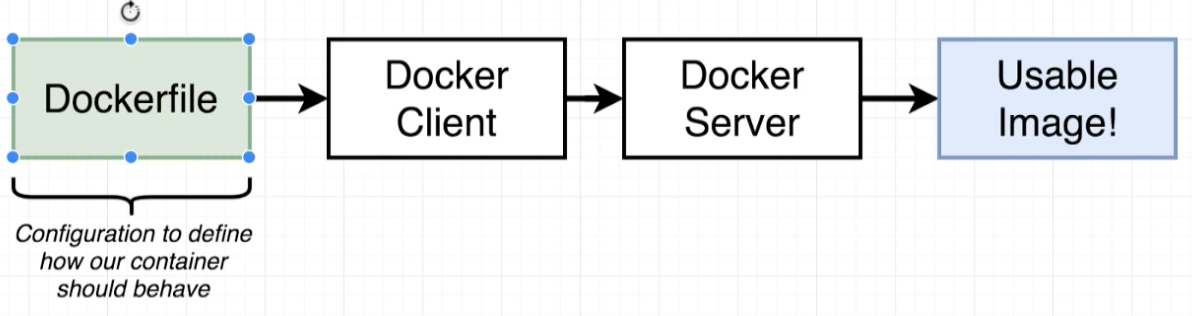 Dockerfile
Docker
Client
Docker
Server
Usable
Image!
Configuration to define
how our container
should behave